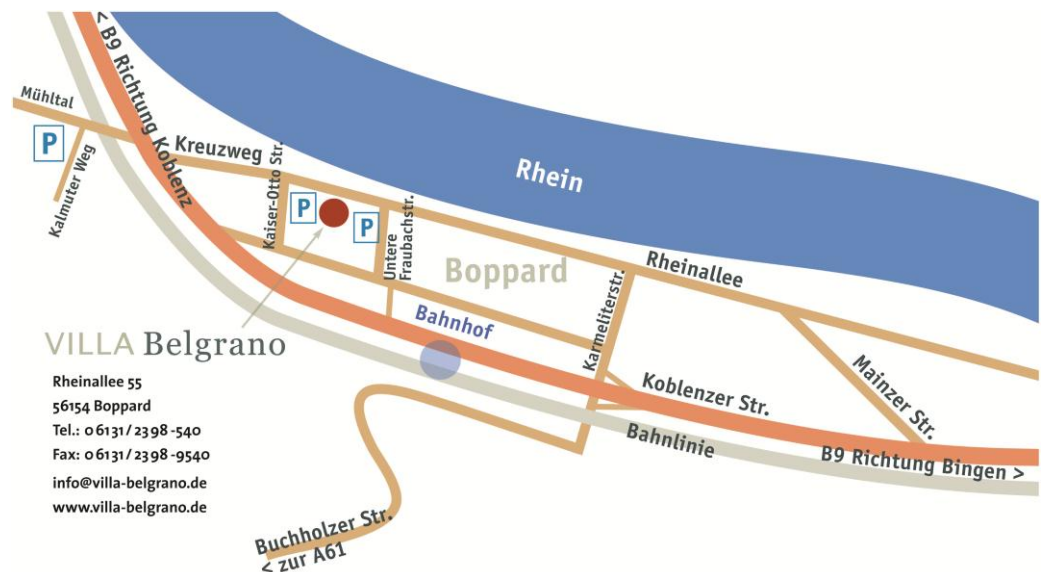 < B9 Richtung Koblenz
Mühltal
P
Kalmuter Weg
Kreuzweg
Kaiser-Otto Str.
P
P
Untere
Fraubachstr.
Rhein
Boppard
Rheinallee
Karmeliterstr.
Bahnhof
Mainzer Str.
Koblenzer Str.
Bahnlinie
B9 Richtung Bingen >
Buchholzer Str.
< zur A61
VILLA Belgrano
Rheinallee 55
56154 Boppard
Tel.: 06131/2398-540
Fax: 06131/2398-9540
info@villa-belgrano.de
www.villa-belgrano.de